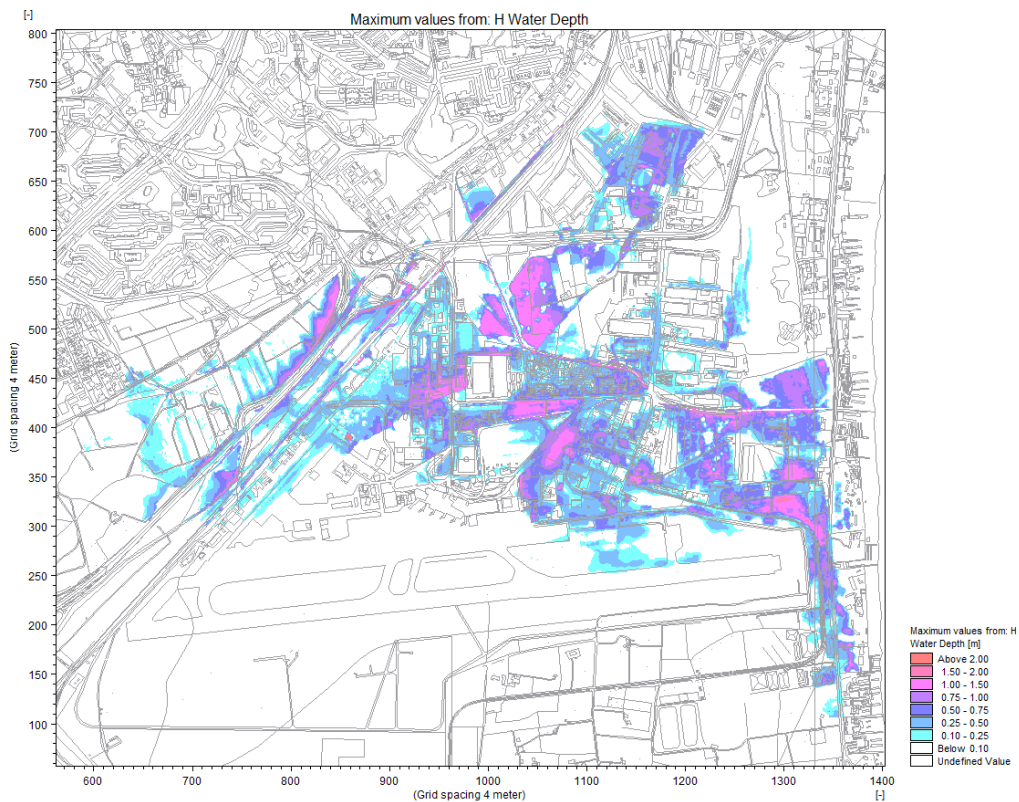 [-]
Maximum values from: H Water Depth
800
750
700
650
600
550
500
450
400
350
300
250
200
150
100
(Grid spacing 4 meter)
600 700 800 900 1000 1100 1200 1300 1400
(Grid spacing 4 meter)
[-]
Maximum values from: H
Water Depth [m]
Above 2.00
1.50 - 2.00
1.00 - 1.50
0.75 - 1.00
0.50 - 0.75
0.25 - 0.50
0.10 - 0.25
Below 0.10
Undefined Value